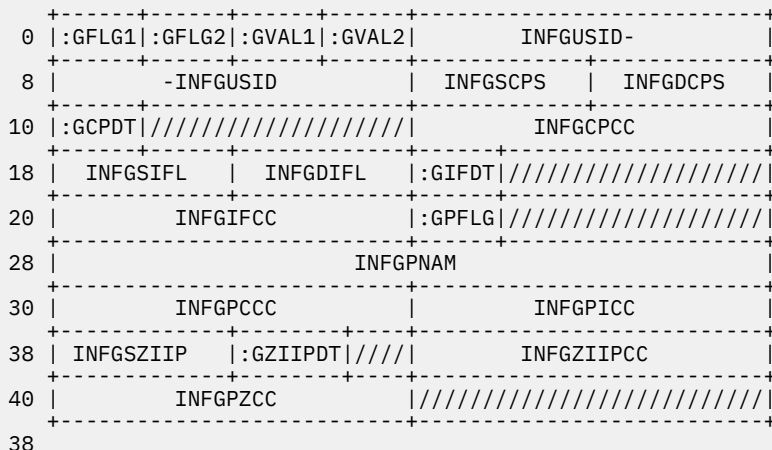 0 |:GFLG1|:GFLG2|:GVAL1|:GVAL2| INFGUSID- |
8 | -INFGUSID | INFGSCPS | INFGDCPS |
10 |:GCPDT|////////////////////| INFGCPCC |
18 | INFGSIFL | INFGDIFL |:GIFDT|////////////////////|
20 | INFGIFCC |:GPFLG|////////////////////|
28 | INFGPNAM |
30 | INFGPCCC | INFGPICC |
38 | INFGSZIIP |:GZIIPDT|////| INFGZIIPCC |
40 | INFGPZCC |///////////////////////////|
38